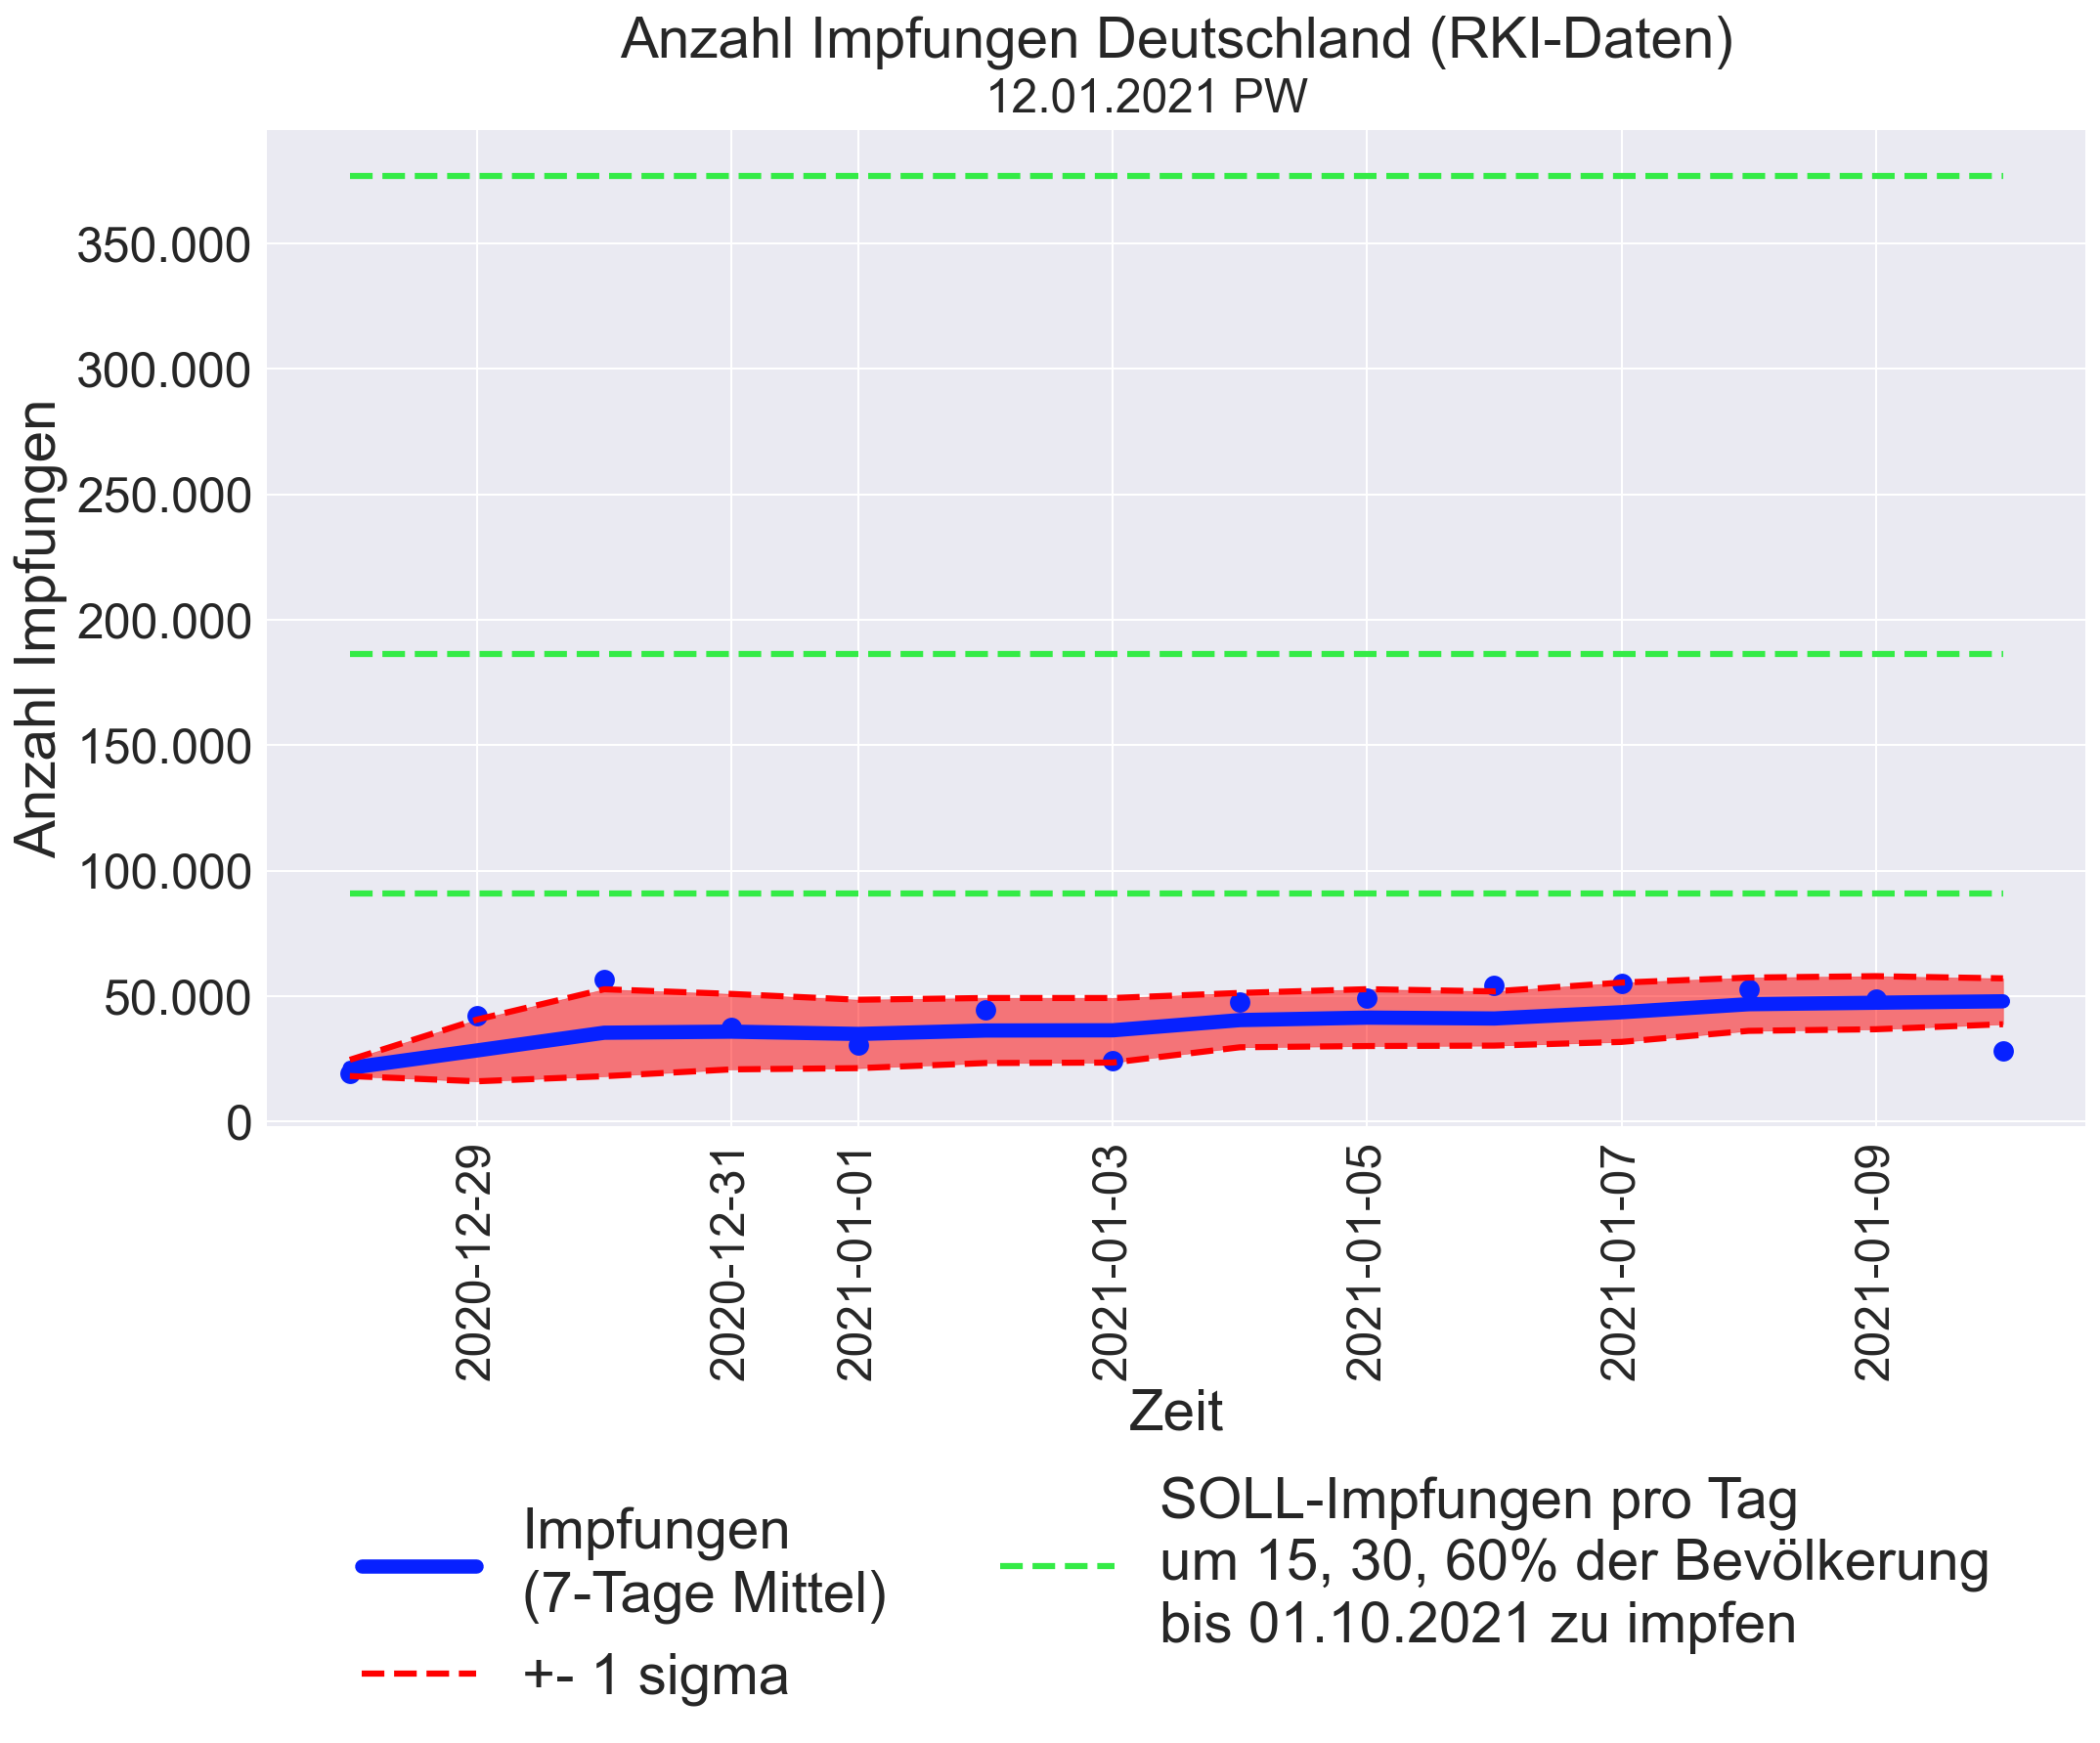 Anzahl Impfungen Deutschland (RKI-Daten)
12.01.2021 PW
Anzahl Impfungen
350.000
300.000
250.000
200.000
150.000
100.000
50.000
0
2020-12-29
2020-12-31
2021-01-01
2021-01-03
2021-01-05
2021-01-07
2021-01-09
Zeit
Impfungen
(7-Tage Mittel)
+- 1 sigma
SOLL-Impfungen pro Tag
um 15, 30, 60% der Bevölkerung
bis 01.10.2021 zu impfen